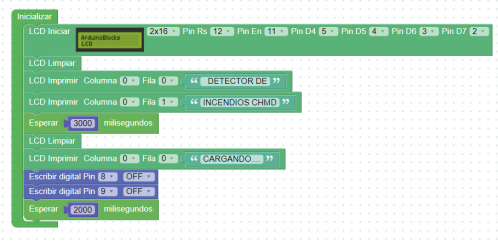 Inicializar
LCD Iniciar ArduinoBlocks LCD 2x16 Pin Rs 12 Pin En 11 Pin D4 5 Pin D5 4 Pin D6 3 Pin D7 2
LCD Limpiar
LCD Imprimir Columna 0 Fila 0 “ DETECTOR DE ”
LCD Imprimir Columna 0 Fila 1 “ INCENDIOS CHMD ”
Esperar 3000 milisegundos
LCD Limpiar
LCD Imprimir Columna 0 Fila 0 “ CARGANDO.... ”
Escribir digital Pin 8 OFF
Escribir digital Pin 9 OFF
Esperar 2000 milisegundos